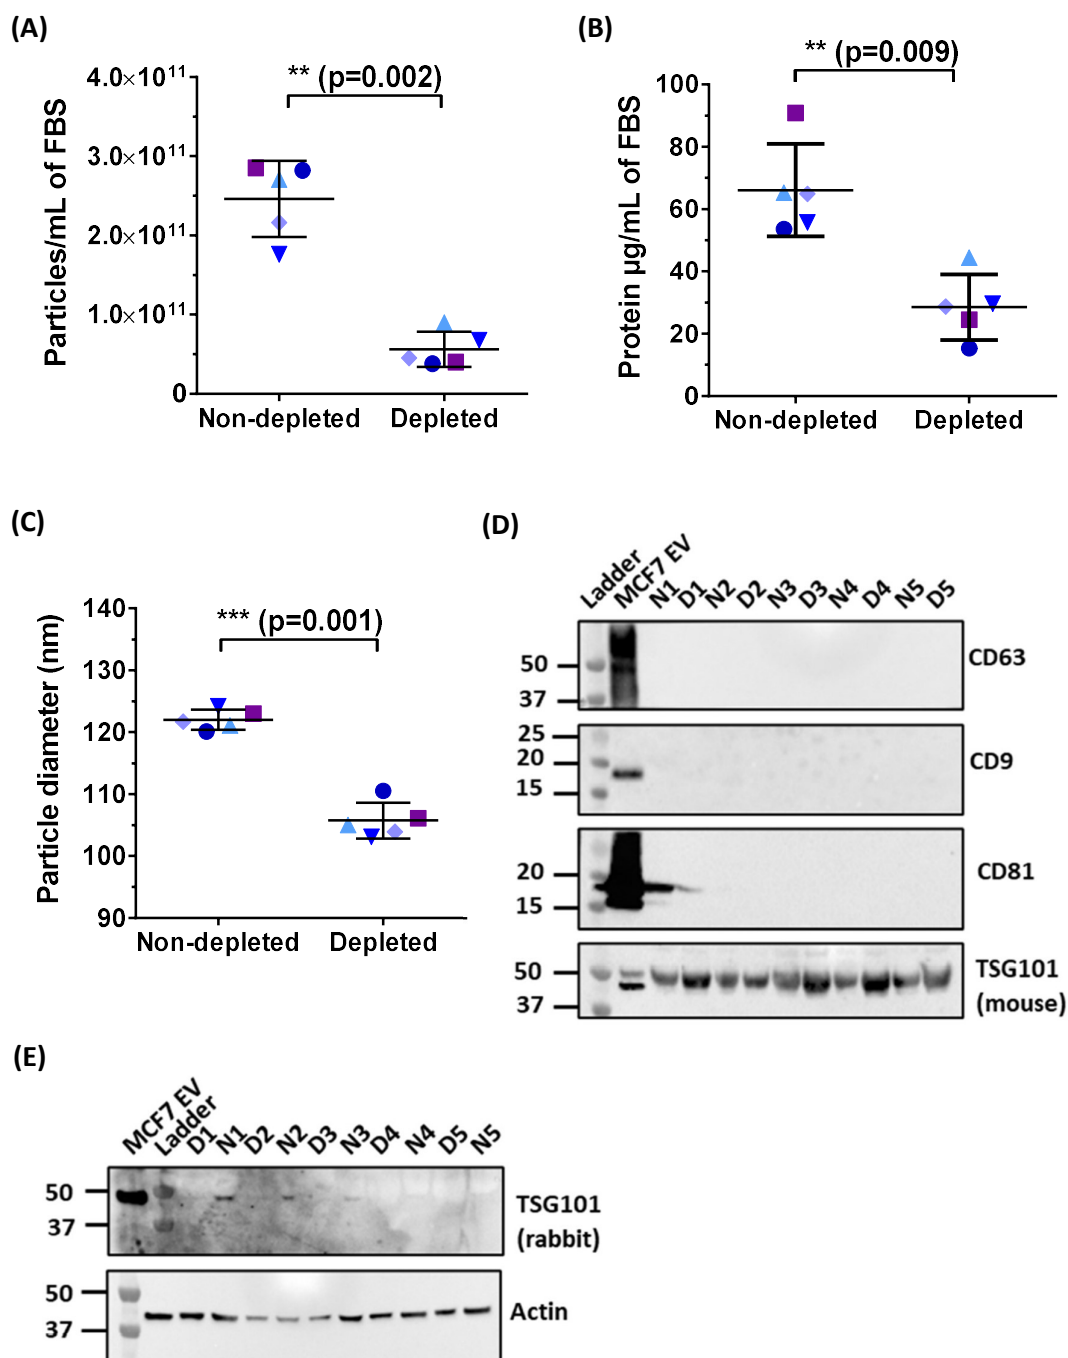 (A)
** (p=0.002)
Particles/mL of FBS
4.0×10¹¹
3.0×10¹¹
2.0×10¹¹
1.0×10¹¹
0
Non-depleted Depleted
(B)
** (p=0.009)
Protein µg/mL of FBS
100
80
60
40
20
0
Non-depleted Depleted
(C)
*** (p=0.001)
Particle diameter (nm)
140
130
120
110
100
90
Non-depleted Depleted
(D)
Ladder MCF7 EV N1 D1 N2 D2 N3 D3 N4 D4 N5 D5
50
37
CD63
25
20
15
CD9
20
15
CD81
50
37
TSG101
(mouse)
(E)
MCF7 EV Ladder D1 N1 D2 N2 D3 N3 D4 N4 D5 N5
50
37
TSG101
(rabbit)
50
37
Actin